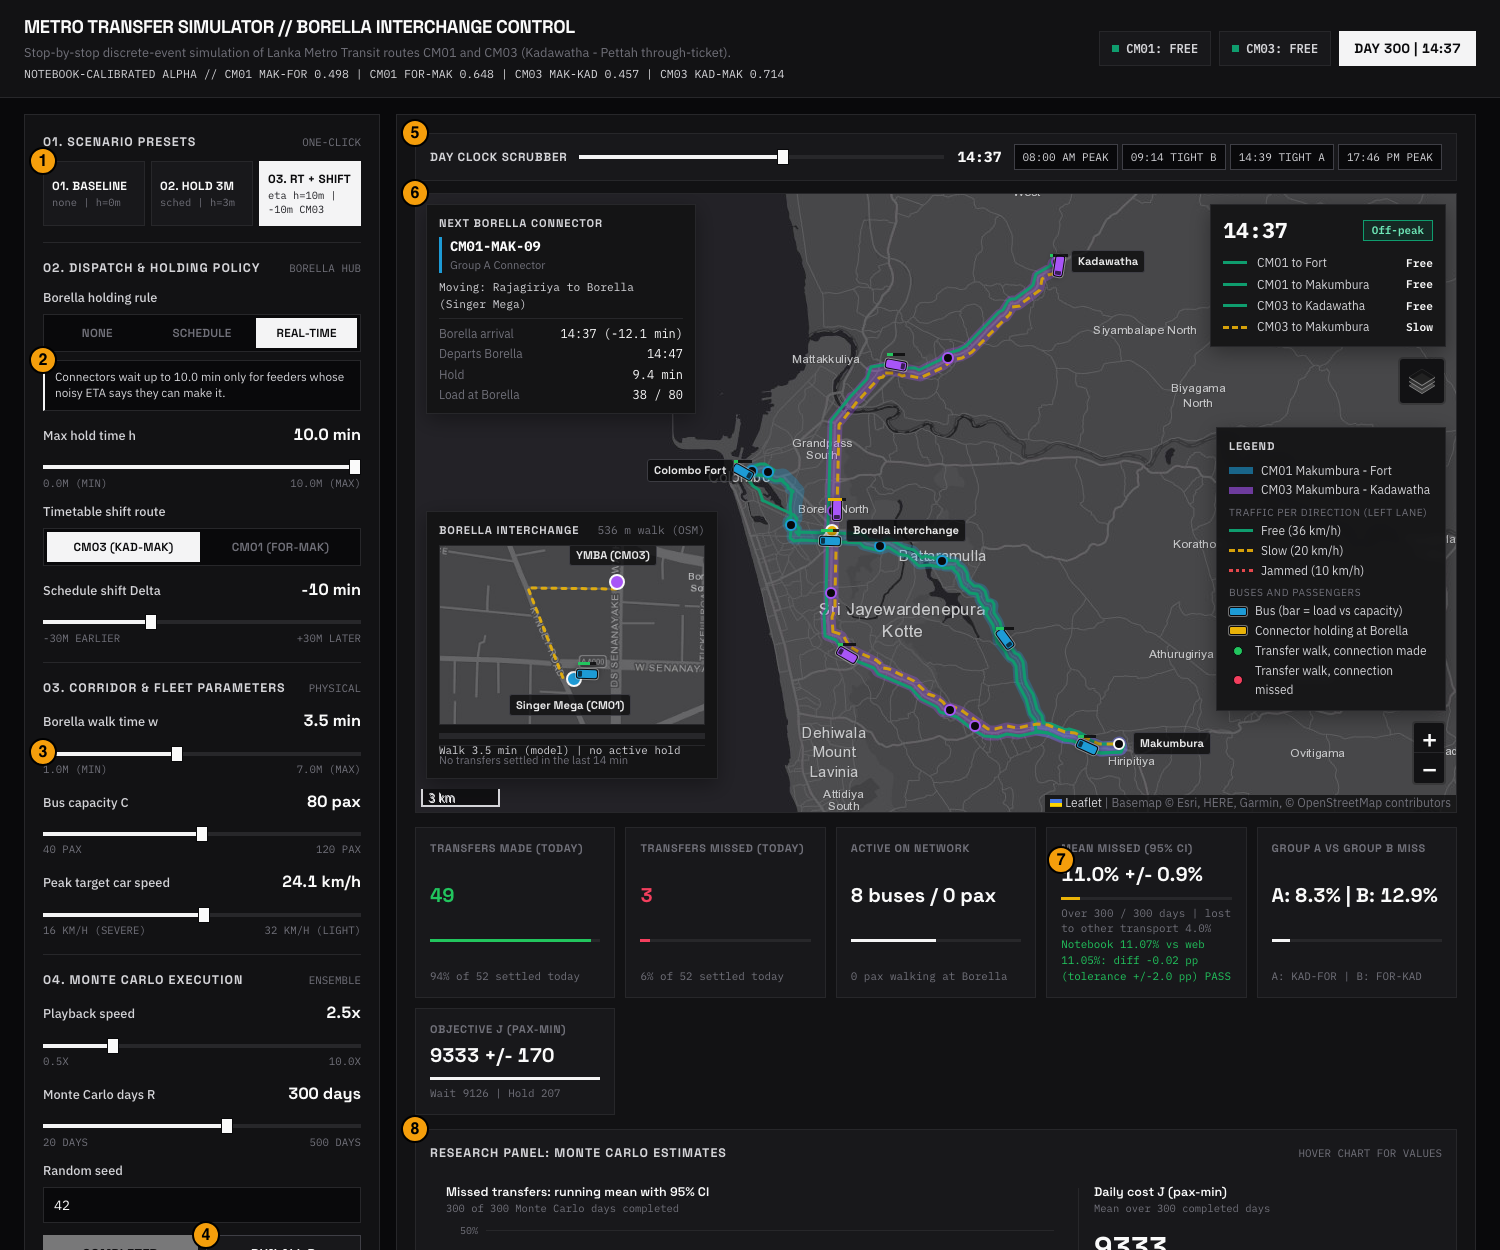 METRO TRANSFER SIMULATOR // BORELLA INTERCHANGE CONTROL
Stop-by-stop discrete-event simulation of Lanka Metro Transit routes CM01 and CM03 (Kadawatha - Pettah through-ticket).
NOTEBOOK-CALIBRATED ALPHA // CM01 MAK-FOR 0.498 | CM01 FOR-MAK 0.648 | CM03 MAK-KAD 0.457 | CM03 KAD-MAK 0.714
CM01: FREE
CM03: FREE
DAY 300 | 14:37
01. SCENARIO PRESETS
ONE-CLICK
1
01. BASELINE
none | h=0m
02. HOLD 3M
sched | h=3m
03. RT + SHIFT
eta h=10m |
-10m CM03
02. DISPATCH & HOLDING POLICY
BORELLA HUB
Borella holding rule
NONE
SCHEDULE
REAL-TIME
2
Connectors wait up to 10.0 min only for feeders whose
noisy ETA says they can make it.
Max hold time h
10.0 min
0.0M (MIN)
10.0M (MAX)
Timetable shift route
CM03 (KAD-MAK)
CM01 (FOR-MAK)
Schedule shift Delta
-10 min
-30M EARLIER
+30M LATER
03. CORRIDOR & FLEET PARAMETERS
PHYSICAL
Borella walk time w
3.5 min
3
1.0M (MIN)
7.0M (MAX)
Bus capacity C
80 pax
40 PAX
120 PAX
Peak target car speed
24.1 km/h
16 KM/H (SEVERE)
32 KM/H (LIGHT)
04. MONTE CARLO EXECUTION
ENSEMBLE
Playback speed
2.5x
0.5X
10.0X
Monte Carlo days R
300 days
20 DAYS
500 DAYS
Random seed
42
4
5
DAY CLOCK SCRUBBER
14:37
08:00 AM PEAK
09:14 TIGHT B
14:39 TIGHT A
17:46 PM PEAK
6
NEXT BORELLA CONNECTOR
CM01-MAK-09
Group A Connector
Moving: Rajagiriya to Borella
(Singer Mega)
Borella arrival
14:37 (-12.1 min)
Departs Borella
14:47
Hold
9.4 min
Load at Borella
38 / 80
14:37
Off-peak
CM01 to Fort
Free
CM01 to Makumbura
Free
CM03 to Kadawatha
Free
CM03 to Makumbura
Slow
Kadawatha
Siyambalape North
Mattakkuliya
Biyagama
North
Grandpass
South
Colombo Fort
Borella interchange
Battaramulla
Sri Jayewardenepura
Kotte
Athurugiriya
Dehiwala
Mount
Lavinia
Attidiya
South
Makumbura
Hiripitiya
Ovitigama
LEGEND
CM01 Makumbura - Fort
CM03 Makumbura - Kadawatha
TRAFFIC PER DIRECTION (LEFT LANE)
Free (36 km/h)
Slow (20 km/h)
Jammed (10 km/h)
BUSES AND PASSENGERS
Bus (bar = load vs capacity)
Connector holding at Borella
Transfer walk, connection made
Transfer walk, connection
missed
BORELLA INTERCHANGE
536 m walk (OSM)
YMBA (CM03)
Singer Mega (CM01)
Walk 3.5 min (model) | no active hold
No transfers settled in the last 14 min
3 km
+
−
Leaflet | Basemap © Esri, HERE, Garmin, © OpenStreetMap contributors
TRANSFERS MADE (TODAY)
49
94% of 52 settled today
TRANSFERS MISSED (TODAY)
3
6% of 52 settled today
ACTIVE ON NETWORK
8 buses / 0 pax
0 pax walking at Borella
7
MEAN MISSED (95% CI)
11.0% +/- 0.9%
Over 300 / 300 days | lost
to other transport 4.0%
Notebook 11.07% vs web
11.05%: diff -0.02 pp
(tolerance +/-2.0 pp) PASS
GROUP A VS GROUP B MISS
A: 8.3% | B: 12.9%
A: KAD-FOR | B: FOR-KAD
OBJECTIVE J (PAX-MIN)
9333 +/- 170
Wait 9126 | Hold 207
8
RESEARCH PANEL: MONTE CARLO ESTIMATES
HOVER CHART FOR VALUES
Missed transfers: running mean with 95% CI
300 of 300 Monte Carlo days completed
50%
Daily cost J (pax-min)
Mean over 300 completed days
9333